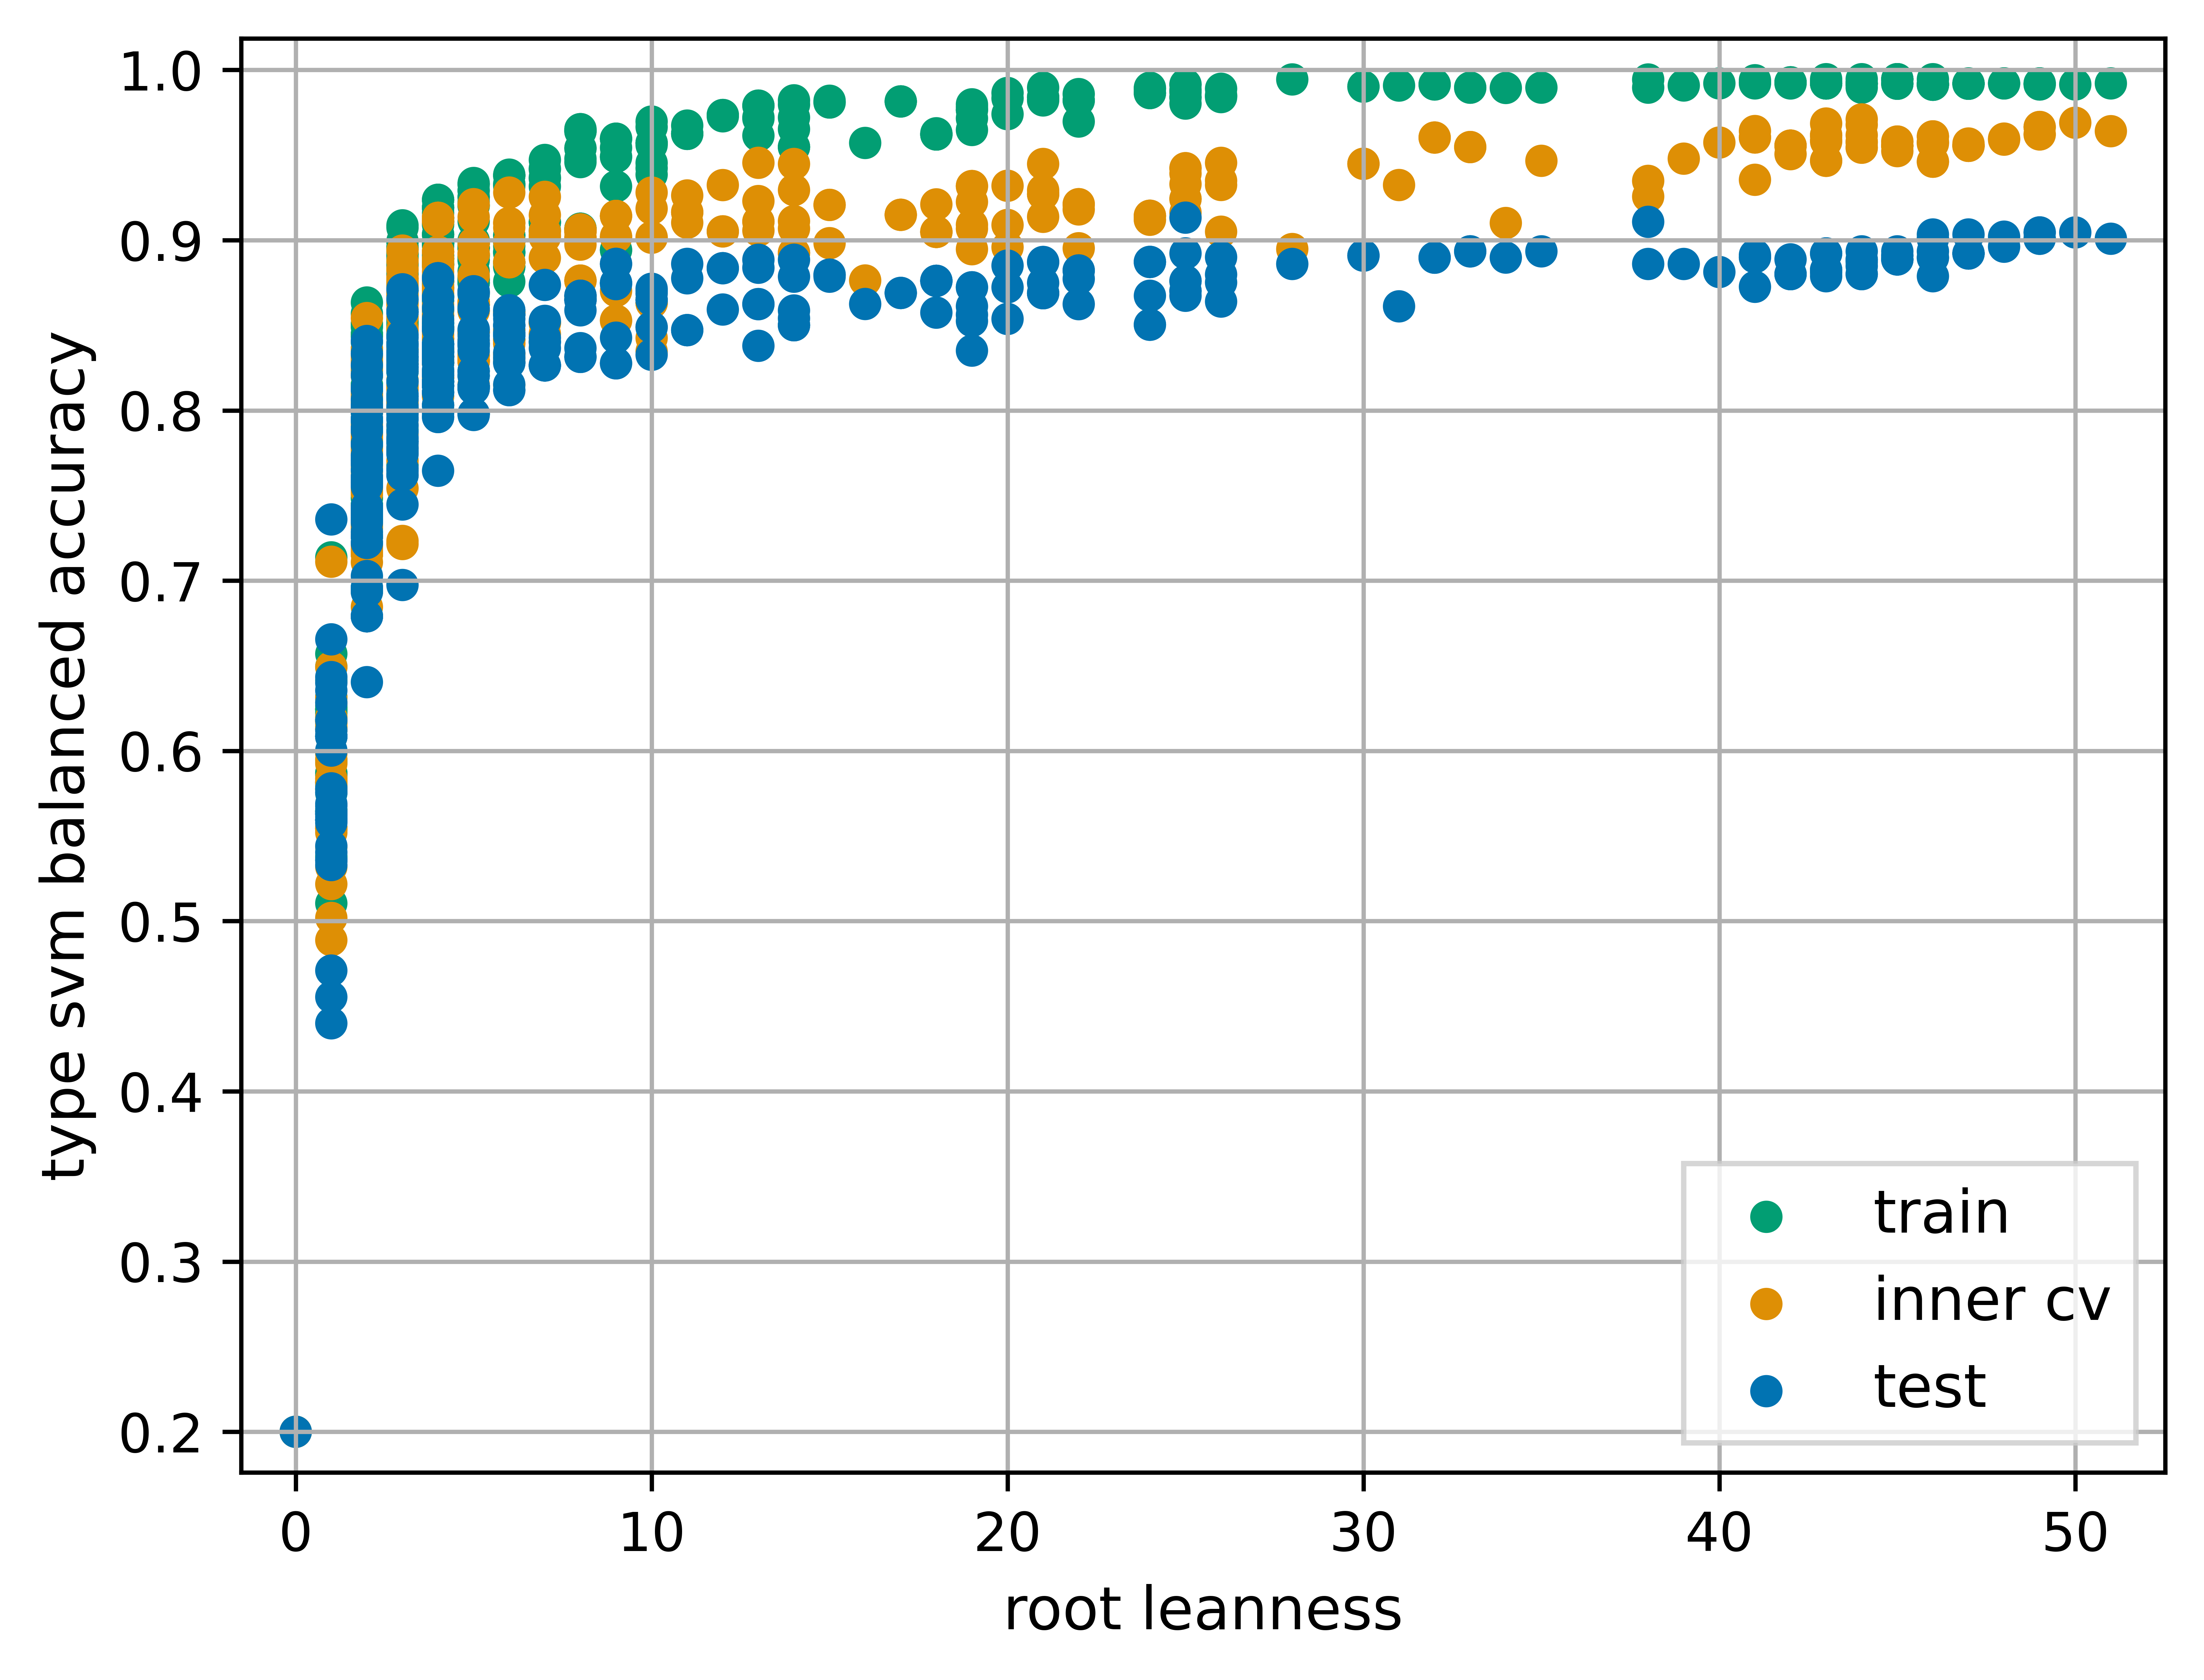 1.0
0.9
0.8
0.7
0.6
0.5
0.4
0.3
0.2
type svm balanced accuracy
train
inner cv
test
0 10 20 30 40 50
root leanness